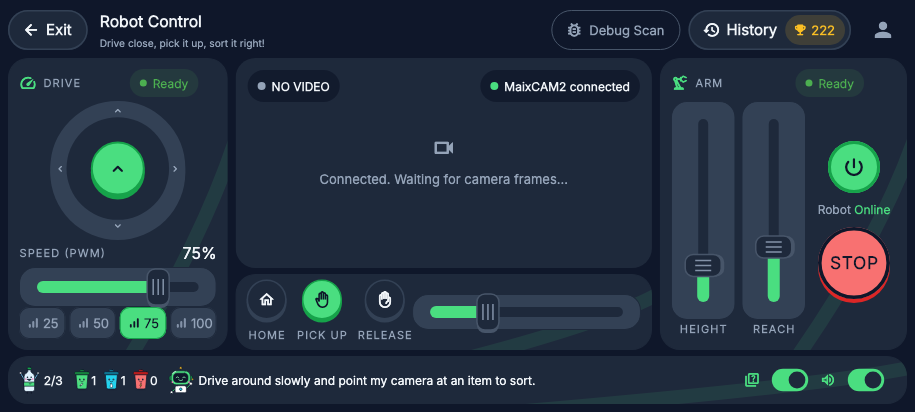 Exit
Robot Control
Drive close, pick it up, sort it right!
Debug Scan
History
222
DRIVE
Ready
NO VIDEO
MaixCAM2 connected
Connected. Waiting for camera frames...
ARM
Ready
Robot Online
STOP
HEIGHT
REACH
SPEED (PWM)
75%
25
50
75
100
HOME
PICK UP
RELEASE
2/3
1
1
0
Drive around slowly and point my camera at an item to sort.